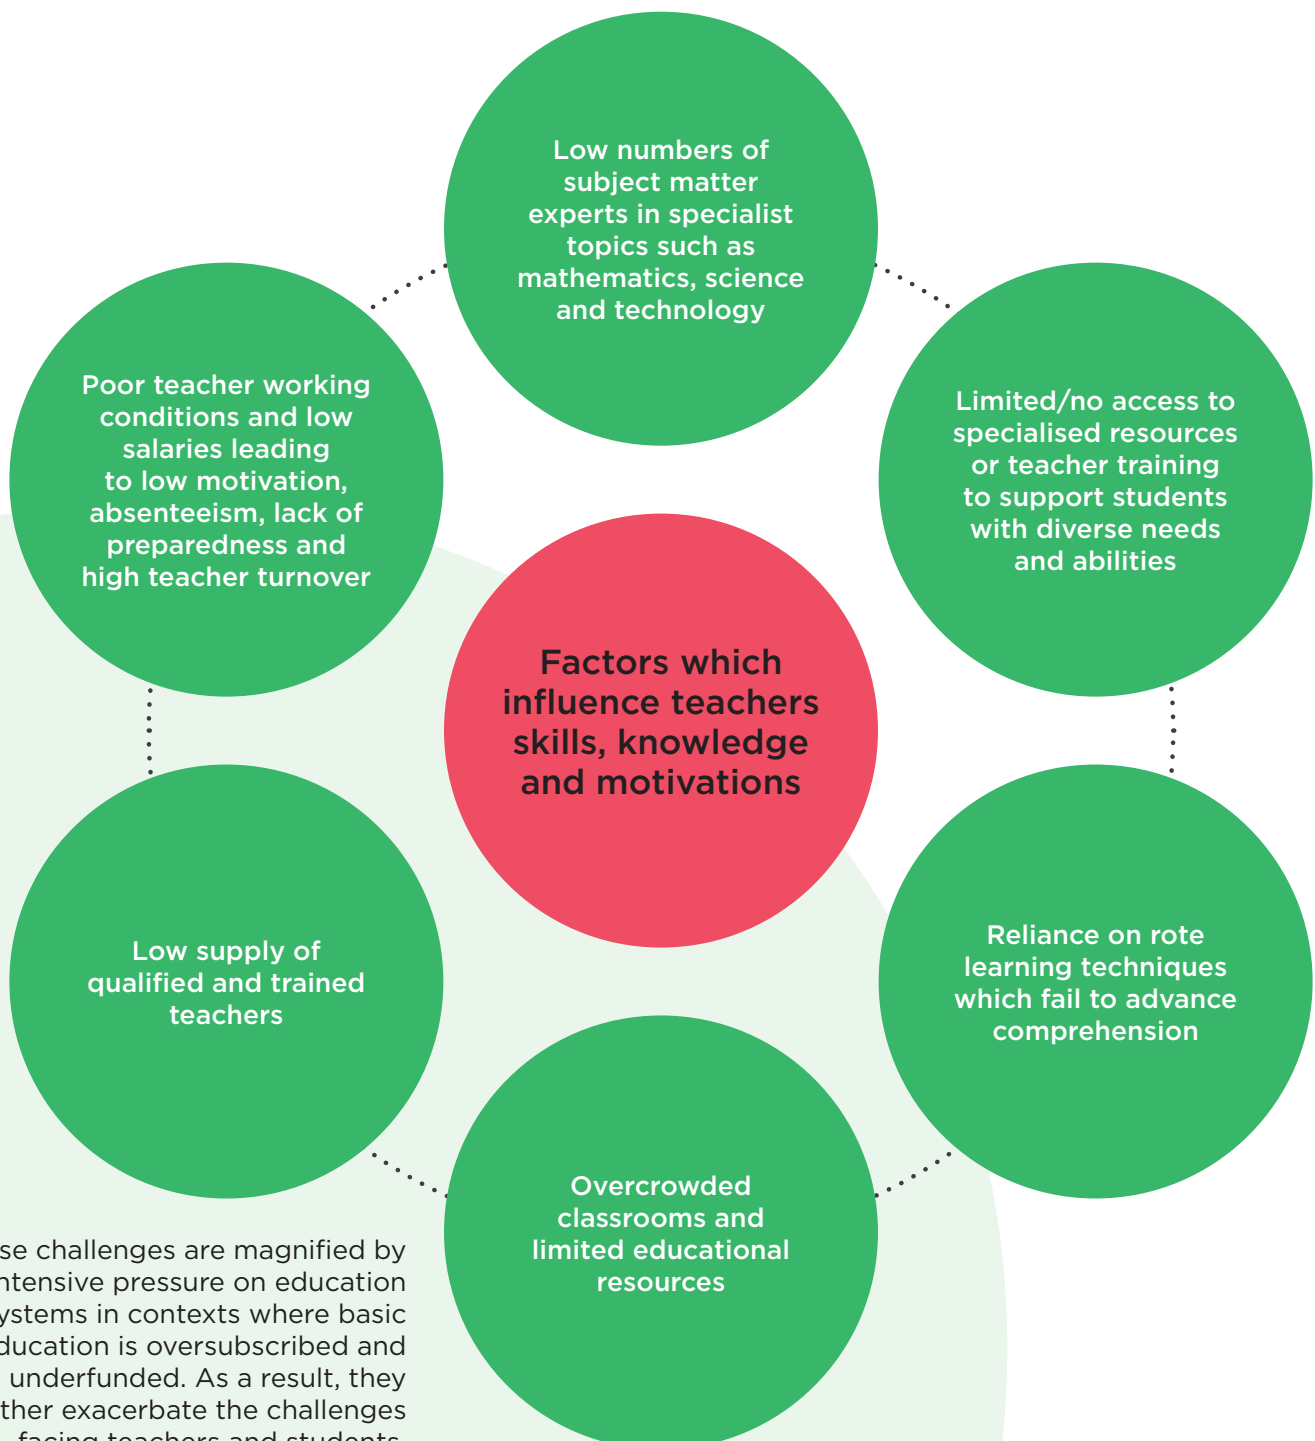 Low numbers of
subject matter
experts in specialist
topics such as
mathematics, science
and technology
Poor teacher working
conditions and low
salaries leading
to low motivation,
absenteeism, lack of
preparedness and
high teacher turnover
Limited/no access to
specialised resources
or teacher training
to support students
with diverse needs
and abilities
Factors which
influence teachers
skills, knowledge
and motivations
Low supply of
qualified and trained
teachers
Reliance on rote
learning techniques
which fail to advance
comprehension
Overcrowded
classrooms and
limited educational
resources
challenges are magnified by
pressure on education
in contexts where basic
is oversubscribed and
underfunded. As a result, they
exacerbate the challenges
facing teachers and students.